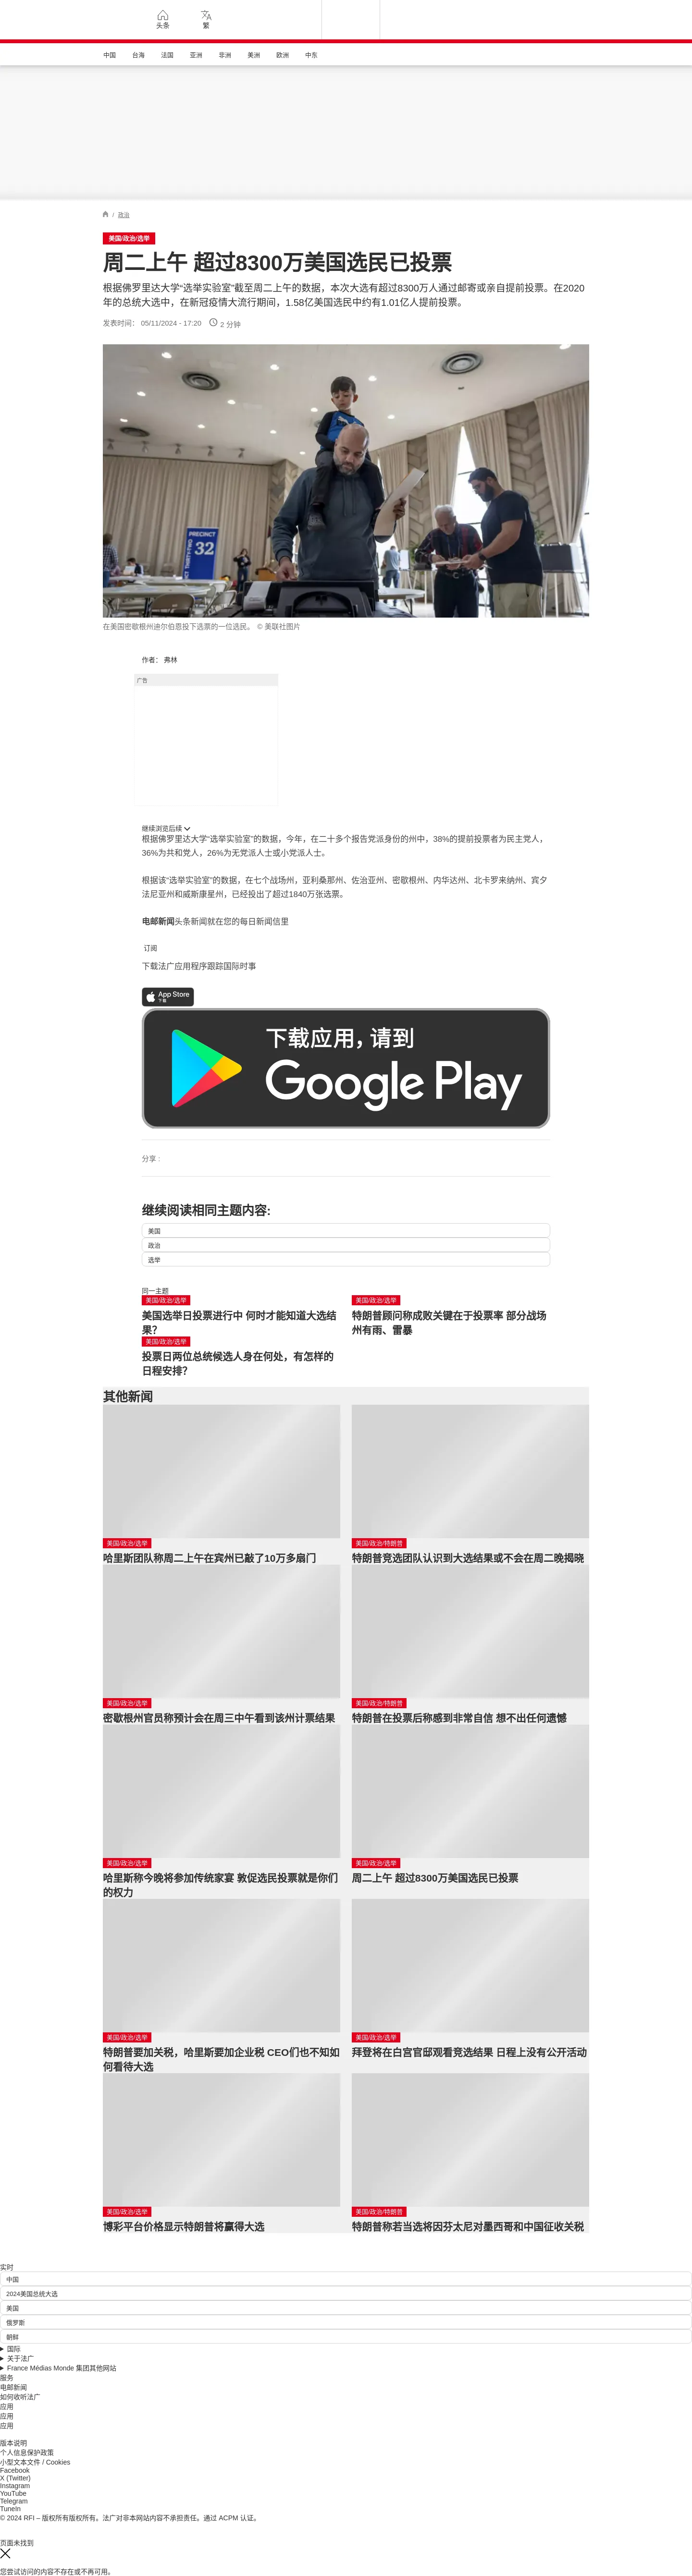 头条
繁
中国 台海 法国 亚洲 非洲 美洲 欧洲 中东
/ 政治
美国/政治/选举
周二上午 超过8300万美国选民已投票
根据佛罗里达大学“选举实验室”截至周二上午的数据，本次大选有超过8300万人通过邮寄或亲自提前投票。在2020
年的总统大选中，在新冠疫情大流行期间，1.58亿美国选民中约有1.01亿人提前投票。
发表时间： 05/11/2024 - 17:20 2 分钟
PRECINCT
32
在美国密歇根州迪尔伯恩投下选票的一位选民。 © 美联社图片
作者： 弗林
广告
继续浏览后续
根据佛罗里达大学“选举实验室”的数据，今年，在二十多个报告党派身份的州中，38%的提前投票者为民主党人，
36%为共和党人，26%为无党派人士或小党派人士。
根据该“选举实验室”的数据，在七个战场州，亚利桑那州、佐治亚州、密歇根州、内华达州、北卡罗来纳州、宾夕
法尼亚州和威斯康星州，已经投出了超过1840万张选票。
电邮新闻头条新闻就在您的每日新闻信里
订阅
下载法广应用程序跟踪国际时事
App Store
下载
下载应用，请到
Google Play
分享 :
继续阅读相同主题内容:
美国
政治
选举
同一主题
美国/政治/选举
美国选举日投票进行中 何时才能知道大选结
果？
美国/政治/选举
特朗普顾问称成败关键在于投票率 部分战场
州有雨、雷暴
美国/政治/选举
投票日两位总统候选人身在何处，有怎样的
日程安排？
其他新闻
美国/政治/选举
哈里斯团队称周二上午在宾州已敲了10万多扇门
美国/政治/特朗普
特朗普竞选团队认识到大选结果或不会在周二晚揭晓
美国/政治/选举
密歇根州官员称预计会在周三中午看到该州计票结果
美国/政治/特朗普
特朗普在投票后称感到非常自信 想不出任何遗憾
美国/政治/选举
哈里斯称今晚将参加传统家宴 敦促选民投票就是你们
的权力
美国/政治/选举
周二上午 超过8300万美国选民已投票
美国/政治/选举
特朗普要加关税，哈里斯要加企业税 CEO们也不知如
何看待大选
美国/政治/选举
拜登将在白宫官邸观看竞选结果 日程上没有公开活动
美国/政治/选举
博彩平台价格显示特朗普将赢得大选
美国/政治/特朗普
特朗普称若当选将因芬太尼对墨西哥和中国征收关税
实时
中国
2024美国总统大选
美国
俄罗斯
朝鲜
国际
关于法广
France Médias Monde 集团其他网站
服务
电邮新闻
如何收听法广
应用
应用
应用
版本说明
个人信息保护政策
小型文本文件 / Cookies
Facebook
X (Twitter)
Instagram
YouTube
Telegram
TuneIn
© 2024 RFI – 版权所有版权所有。法广对非本网站内容不承担责任。通过 ACPM 认证。
页面未找到
您尝试访问的内容不存在或不再可用。